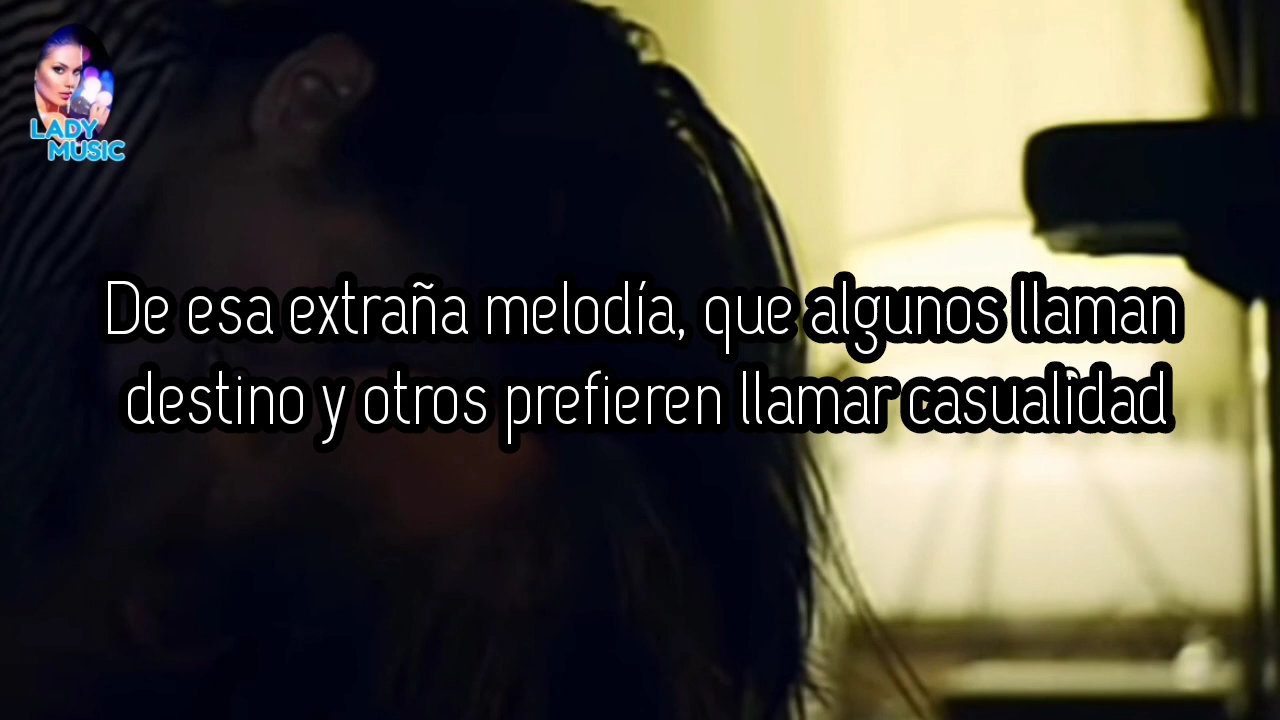 LADY
MUSIC
De esa extraña melodía, que algunos llaman
destino y otros prefieren llamar casualidad